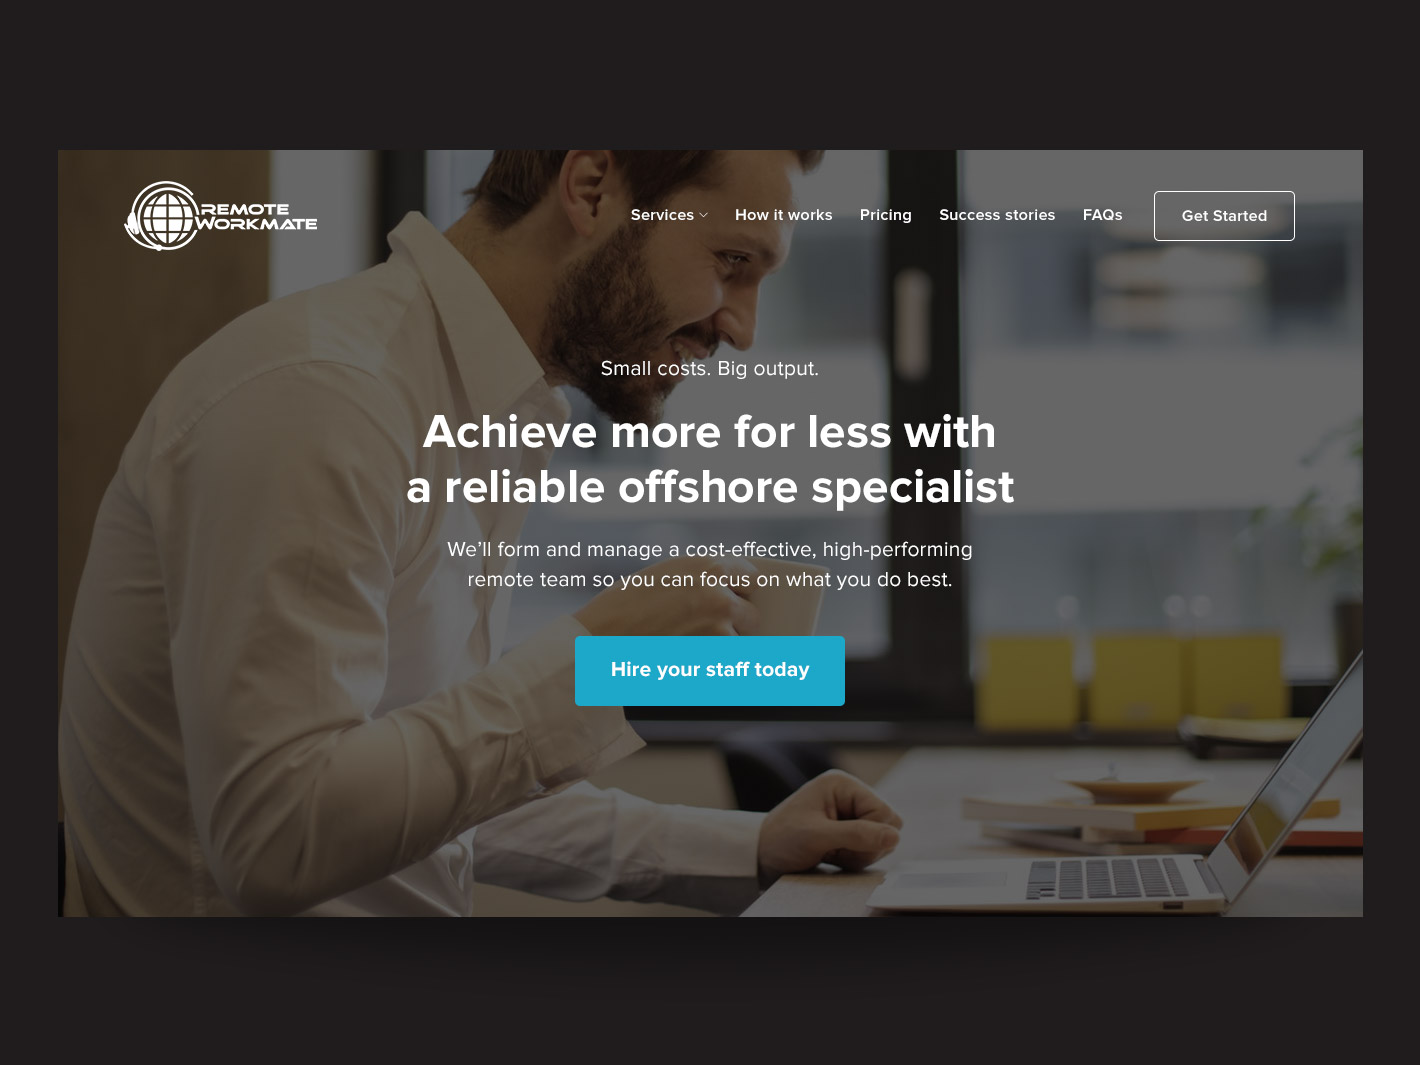 REMOTE
WORKMATE
Services
How it works
Pricing
Success stories
FAQs
Get Started
Small costs. Big output.
Achieve more for less with
a reliable offshore specialist
We’ll form and manage a cost-effective, high-performing
remote team so you can focus on what you do best.
Hire your staff today